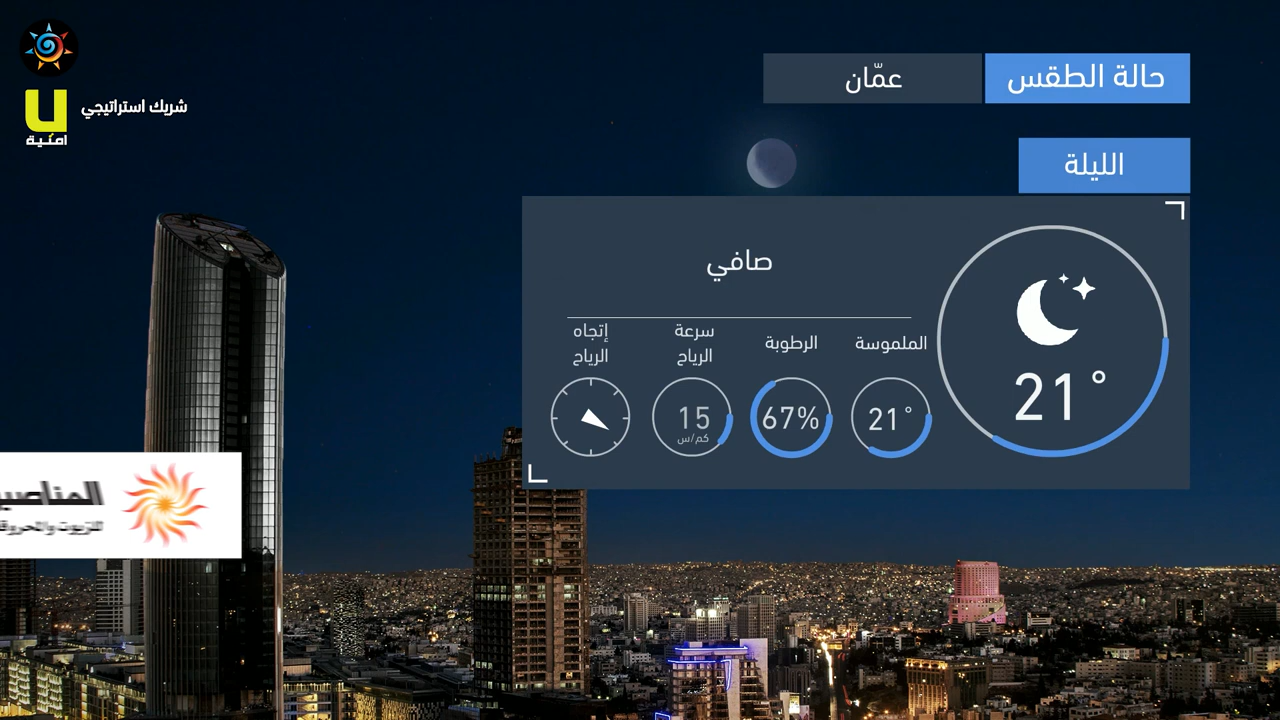 شريك استراتيجي
امنية
حالة الطقس
عمّان
الليلة
صافي
21°
الملموسة
21°
الرطوبة
67%
سرعة
الرياح
15
كم/س
إتجاه
الرياح